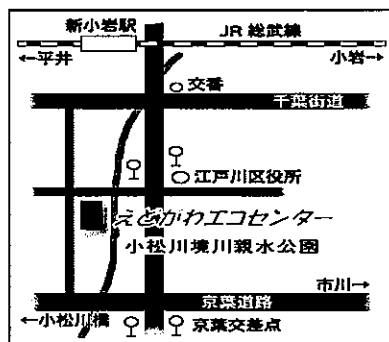 新小岩駅
JR 総武線
←平井
小岩→
交番
千葉街道
江戸川区役所
えどがわエコセンター
小松川境川親水公園
市川→
京葉道路
←小松川橋
京葉交差点